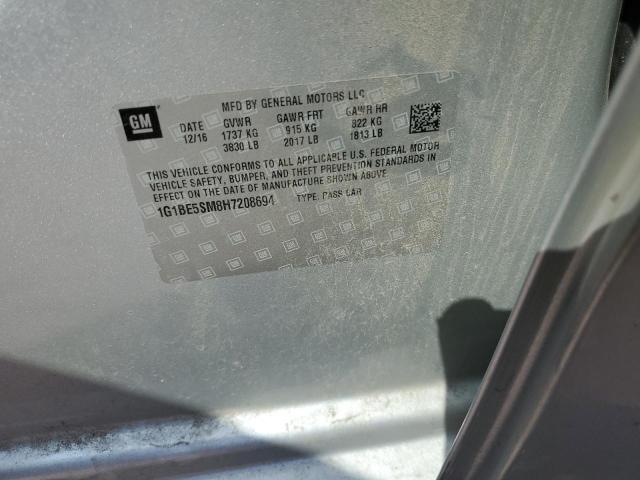 GM
MFD BY GENERAL MOTORS LLC
DATE GVWR GAWR FRT GAWR RR
12/16 1737 KG 915 KG 822 KG
3830 LB 2017 LB 1813 LB
THIS VEHICLE CONFORMS TO ALL APPLICABLE U.S. FEDERAL MOTOR
VEHICLE SAFETY, BUMPER, AND THEFT PREVENTION STANDARDS IN
EFFECT ON THE DATE OF MANUFACTURE SHOWN ABOVE
1G1BE5SM8H7208694 TYPE: PASS CAR